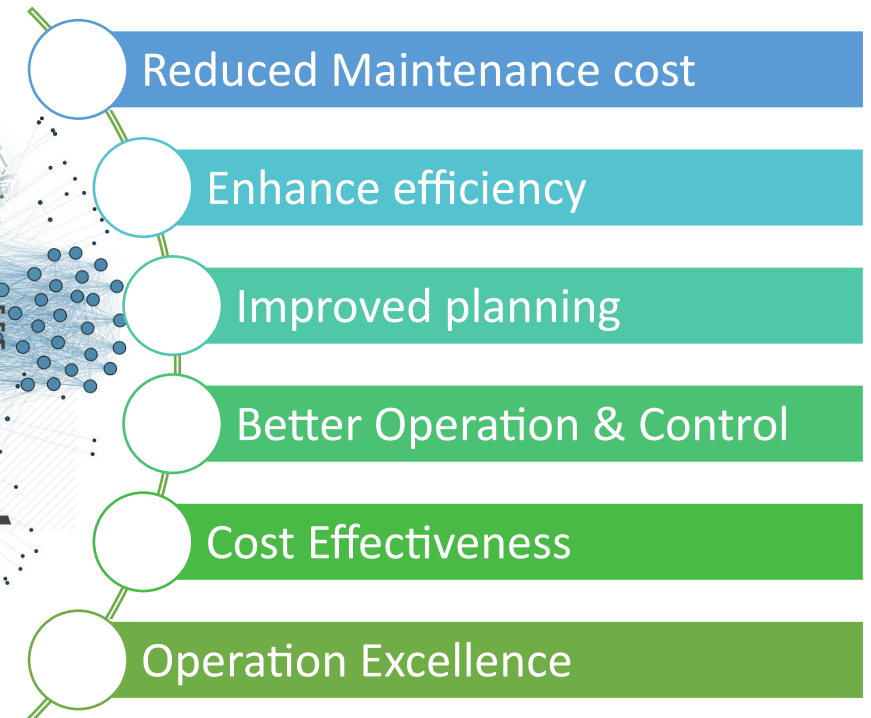 Reduced Maintenance cost
Enhance efficiency
Improved planning
Better Operation & Control
Cost Effectiveness
Operation Excellence